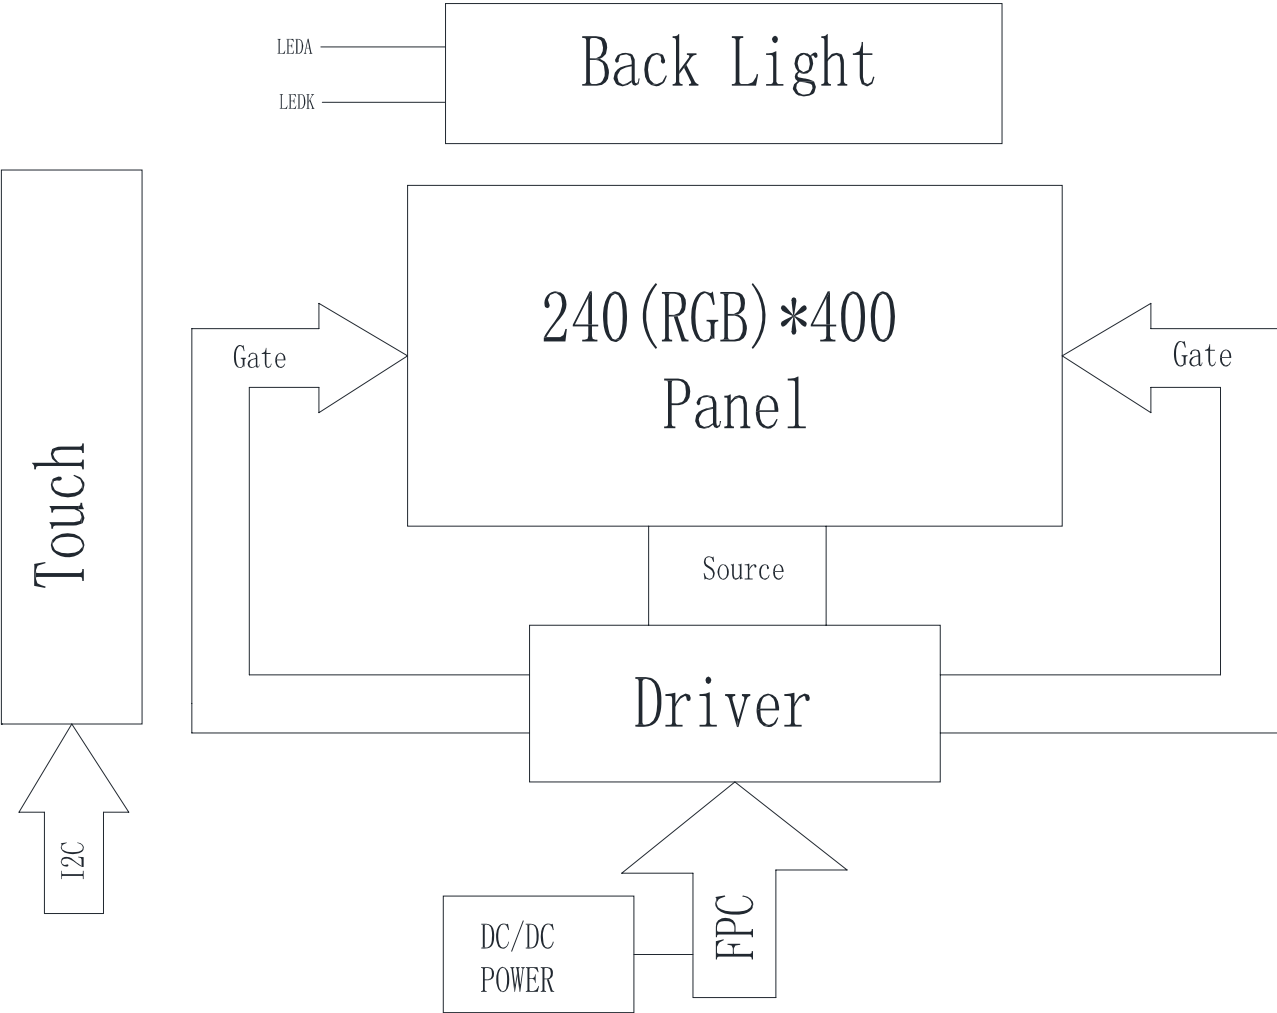 LEDA
Back Light
LEDK
240(RGB)*400
Panel
Gate
Gate
Touch
Source
Driver
I2C
FPC
DC/DC
POWER